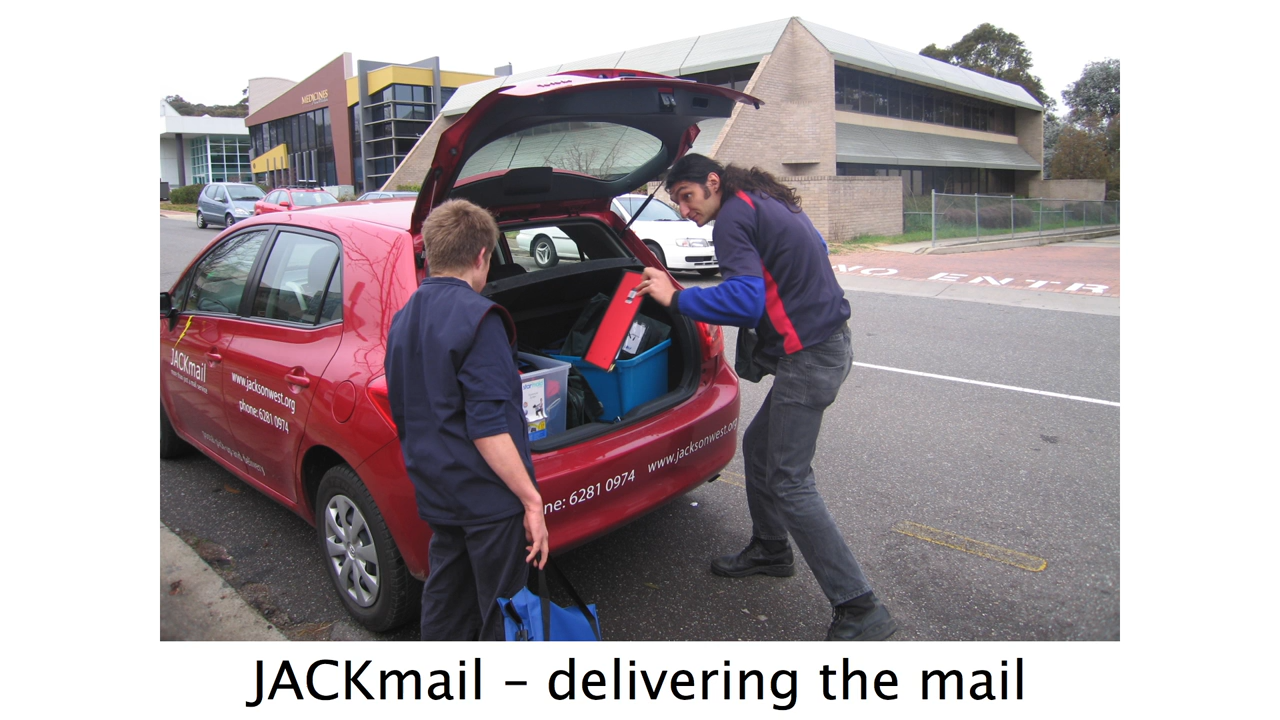 MEDICINES
NO ENTR
JACKmail
www.jacksonwest.org
phone: 6281 0974
ne: 6281 0974 www.jacksonwest.org
JACKmail – delivering the mail